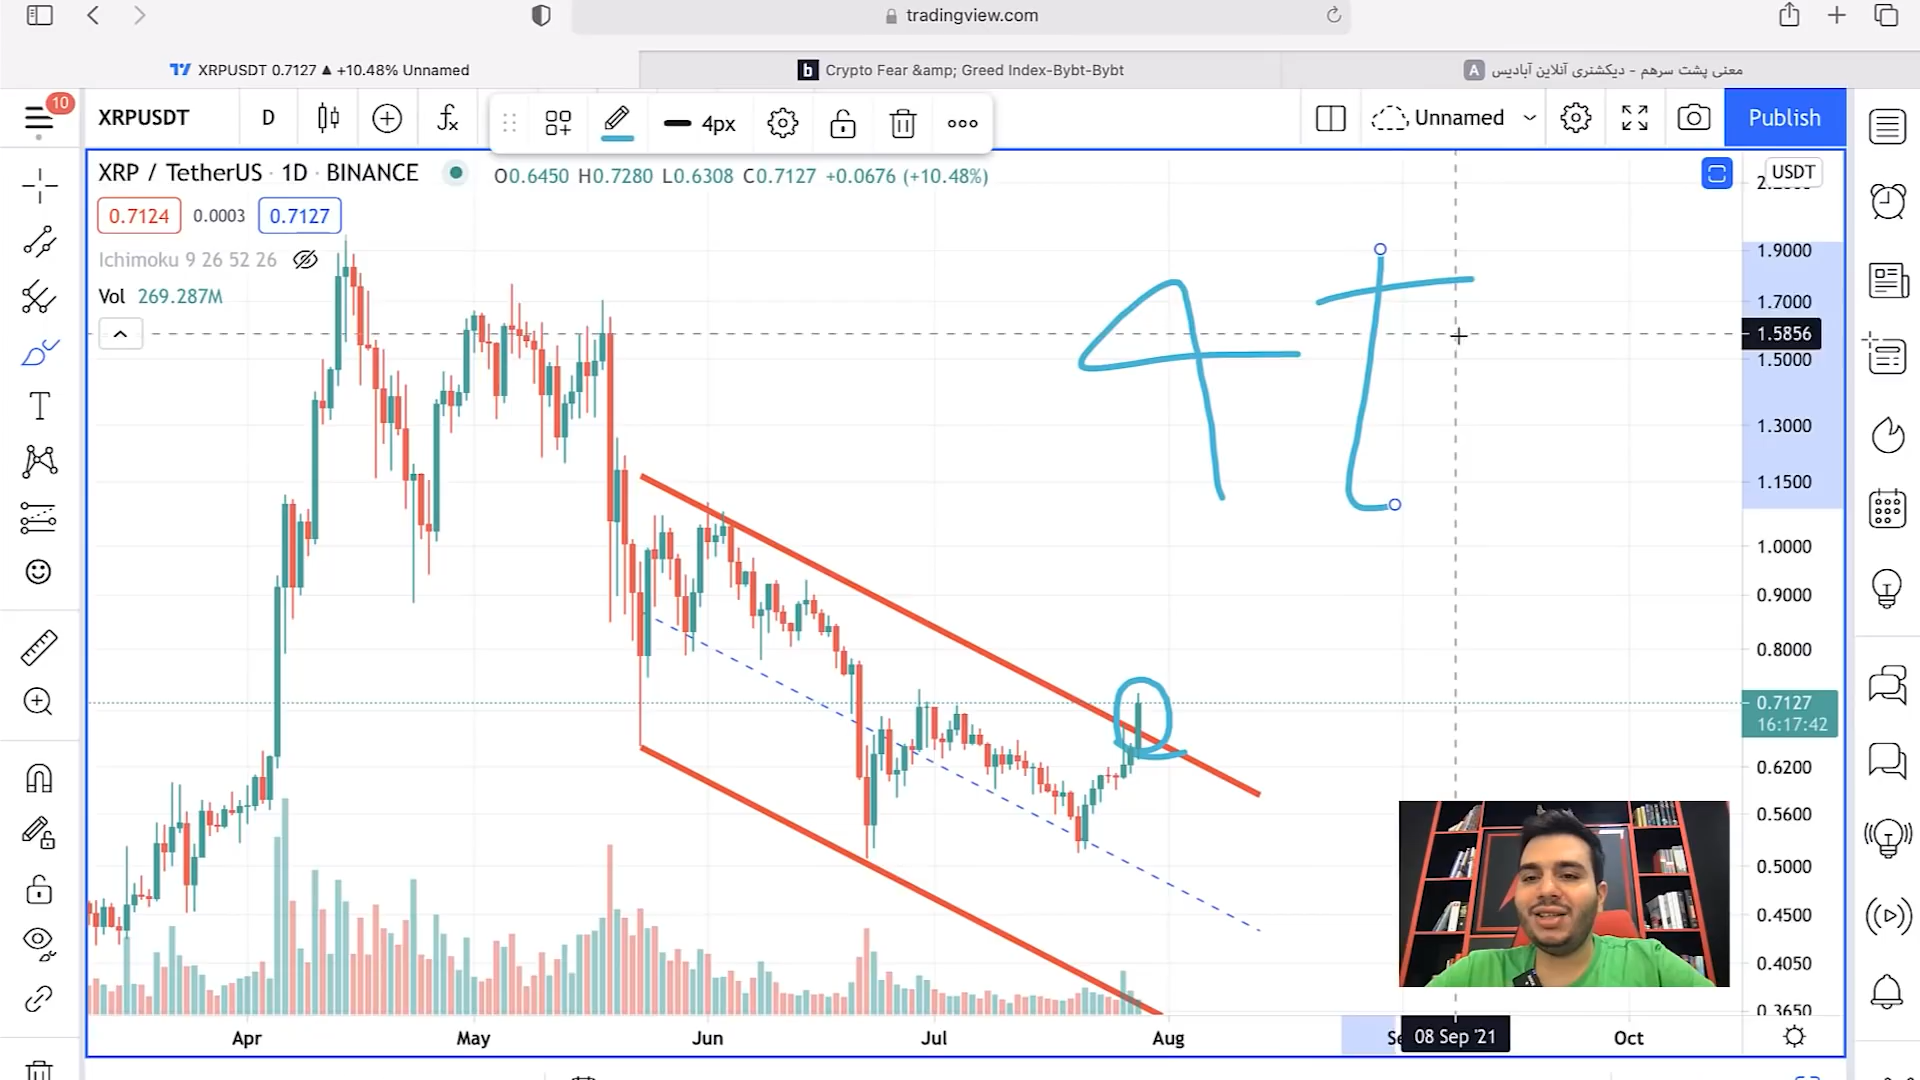 tradingview.com
XRPUSDT 0.7127 ▲ +10.48% Unnamed
b Crypto Fear &amp; Greed Index-Bybt-Bybt
A معنی پشت سرهم - دیکشنری آنلاین آبادیس
10
XRPUSDT D
4px
Unnamed
Publish
XRP / TetherUS · 1D · BINANCE
O0.6450 H0.7280 L0.6308 C0.7127 +0.0676 (+10.48%)
USDT
0.7124 0.0003 0.7127
Ichimoku 9 26 52 26
Vol 269.287M
4t
1.9000
1.7000
1.5856
1.5000
1.3000
1.1500
1.0000
0.9000
0.8000
0.7127
16:17:42
0.6200
0.5600
0.5000
0.4500
0.4050
0.3650
Apr May Jun Jul Aug 08 Sep '21 Oct